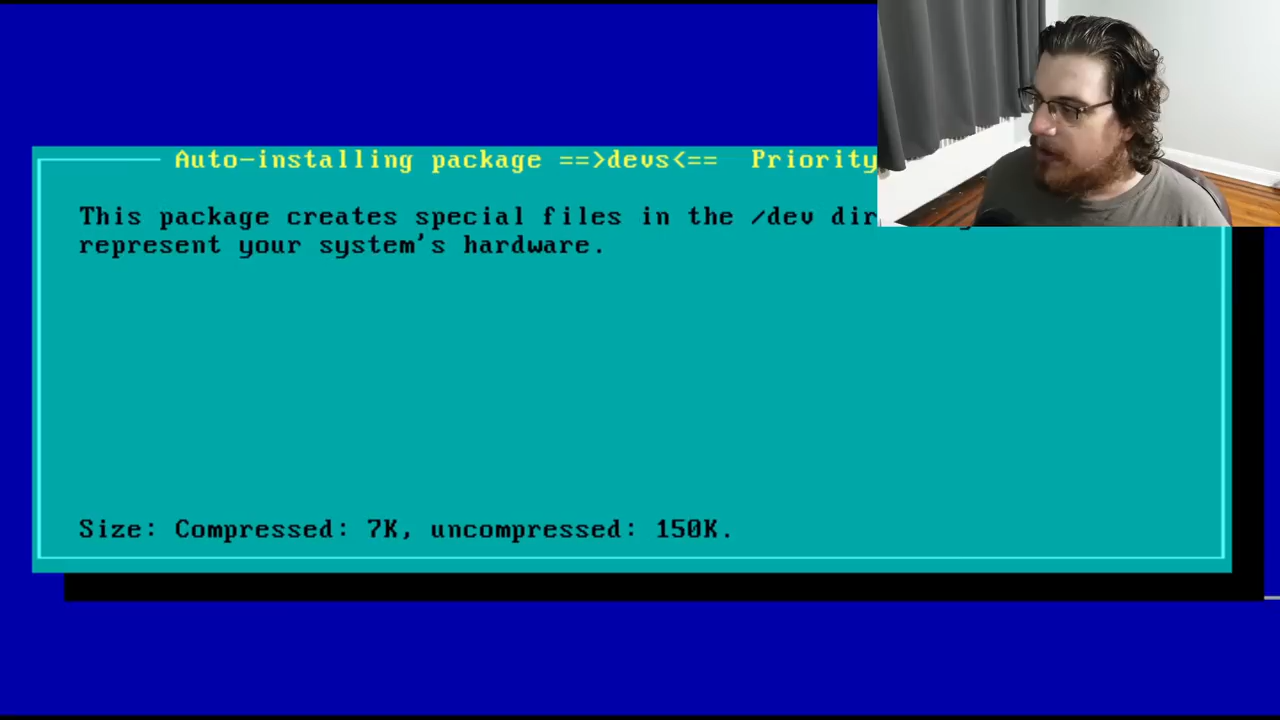 Auto-installing package ==>devs<== Priority
This package creates special files in the /dev dir
represent your system's hardware.
Size: Compressed: 7K, uncompressed: 150K.